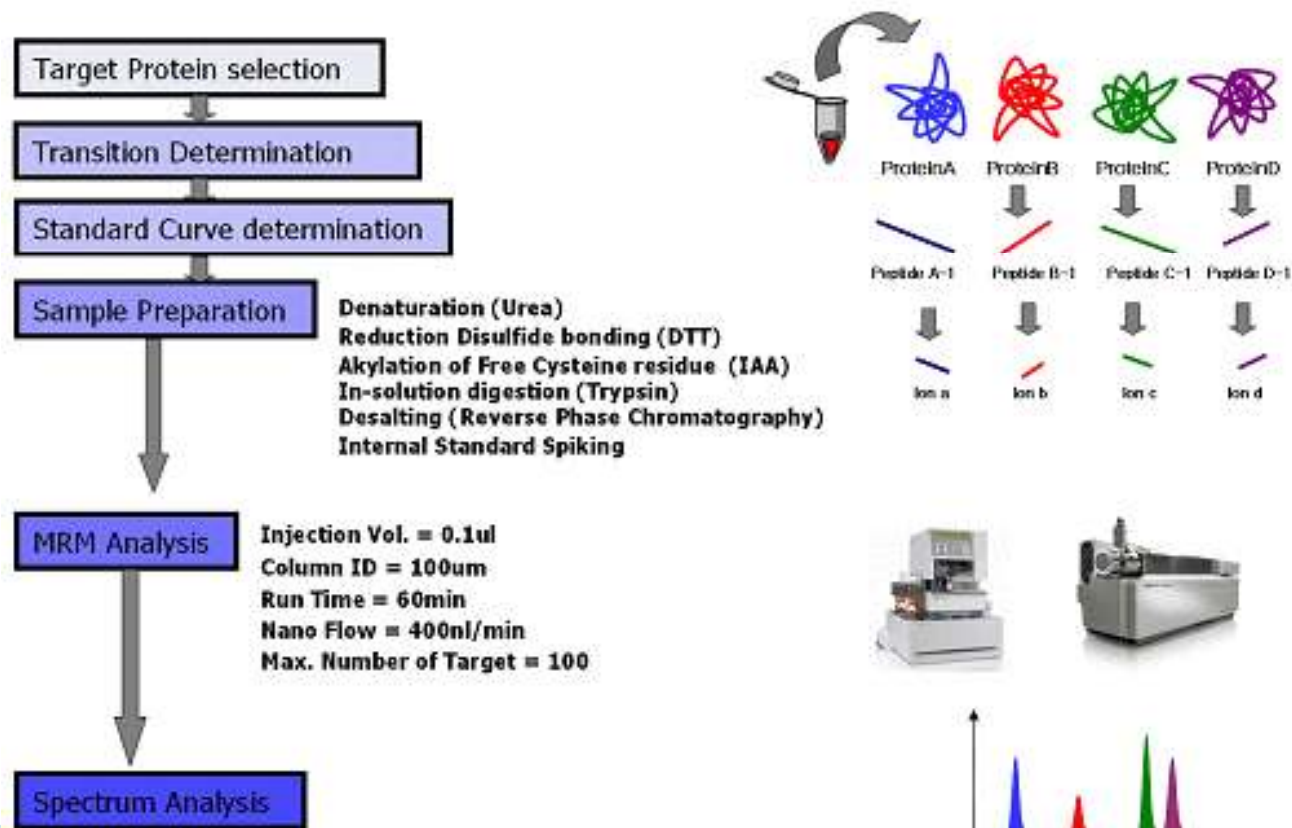 Target Protein selection
Transition Determination
Standard Curve determination
Sample Preparation
Denaturation (Urea)
Reduction Disulfide bonding (DTT)
Akylation of Free Cysteine residue (IAA)
In-solution digestion (Trypsin)
Desalting (Reverse Phase Chromatography)
Internal Standard Spiking
MRM Analysis
Injection Vol. = 0.1ul
Column ID = 100um
Run Time = 60min
Nano Flow = 400nl/min
Max. Number of Target = 100
Spectrum Analysis
ProteinA ProteinB ProteinC ProteinD
Peptide A-1 Peptide B-1 Peptide C-1 Peptide D-1
Ion a Ion b Ion c Ion d